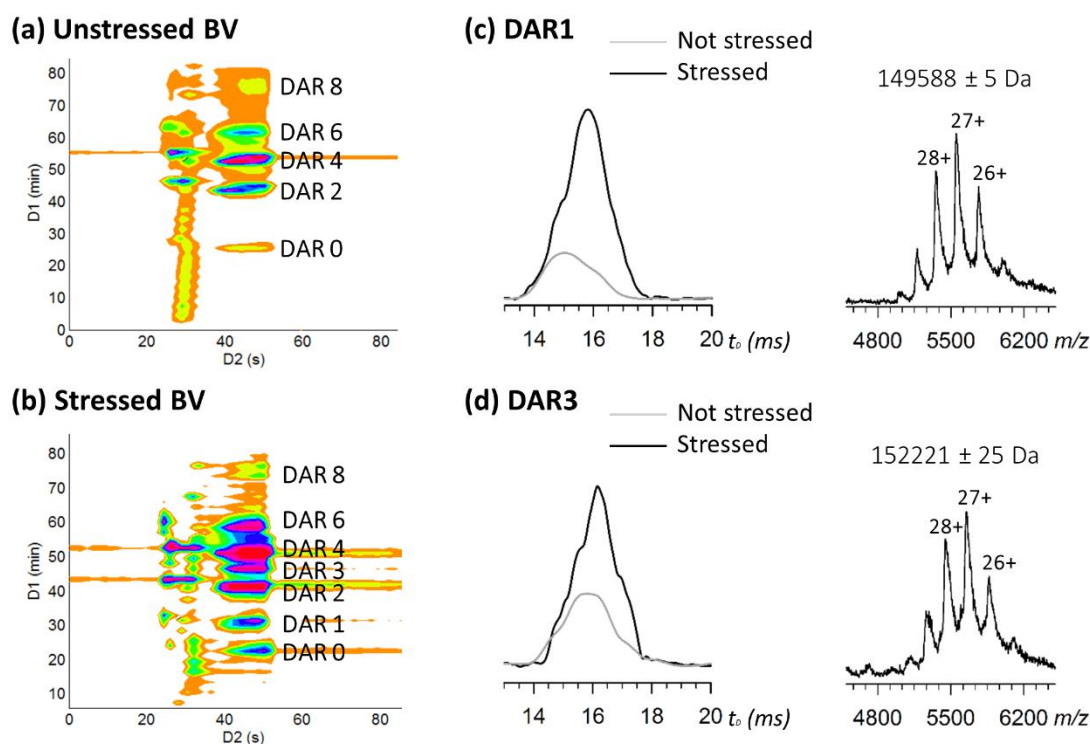 (a) Unstressed BV
80
70
60
50
40
30
20
10
0
D1 (min)
0 20 40 60 80
D2 (s)
DAR 8
DAR 6
DAR 4
DAR 2
DAR 0
(c) DAR1
Not stressed
Stressed
14 16 18 20 t_D (ms)
149588 ± 5 Da
28+
27+
26+
4800 5500 6200 m/z
(b) Stressed BV
80
70
60
50
40
30
20
10
D1 (min)
0 20 40 60 80
D2 (s)
DAR 8
DAR 6
DAR 4
DAR 3
DAR 2
DAR 1
DAR 0
(d) DAR3
Not stressed
Stressed
14 16 18 20 t_D (ms)
152221 ± 25 Da
28+
27+
26+
4800 5500 6200 m/z